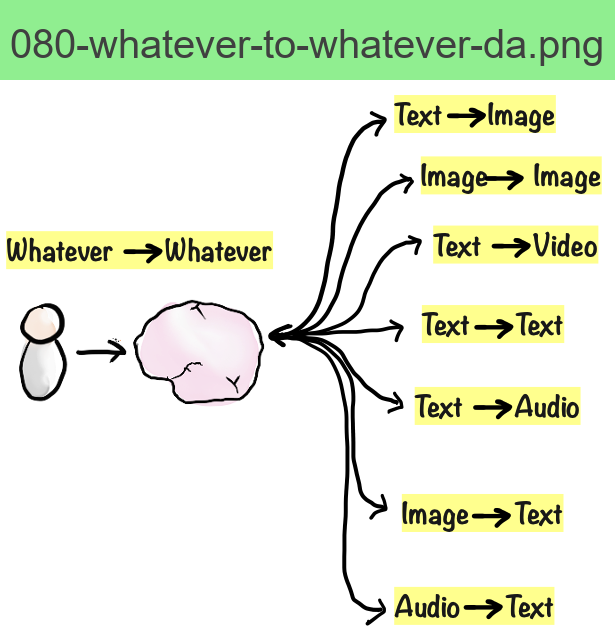 080-whatever-to-whatever-da.png
Text → Image
Image → Image
Whatever → Whatever
Text → Video
Text → Text
Text → Audio
Image → Text
Audio → Text